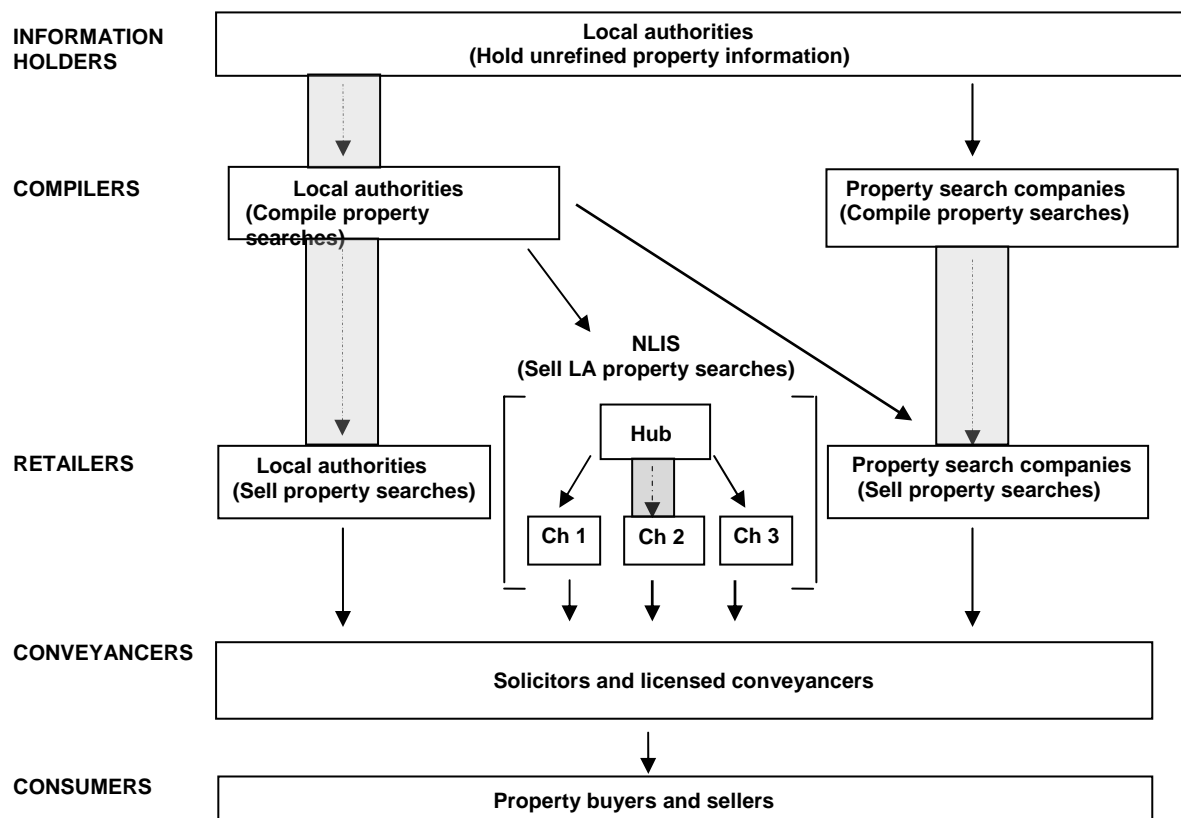 INFORMATION
HOLDERS
Local authorities
(Hold unrefined property information)
COMPILERS
Local authorities
(Compile property
searches)
Property search companies
(Compile property searches)
NLIS
(Sell LA property searches)
Hub
RETAILERS
Local authorities
(Sell property searches)
Property search companies
(Sell property searches)
Ch 1
Ch 2
Ch 3
CONVEYANCERS
Solicitors and licensed conveyancers
CONSUMERS
Property buyers and sellers